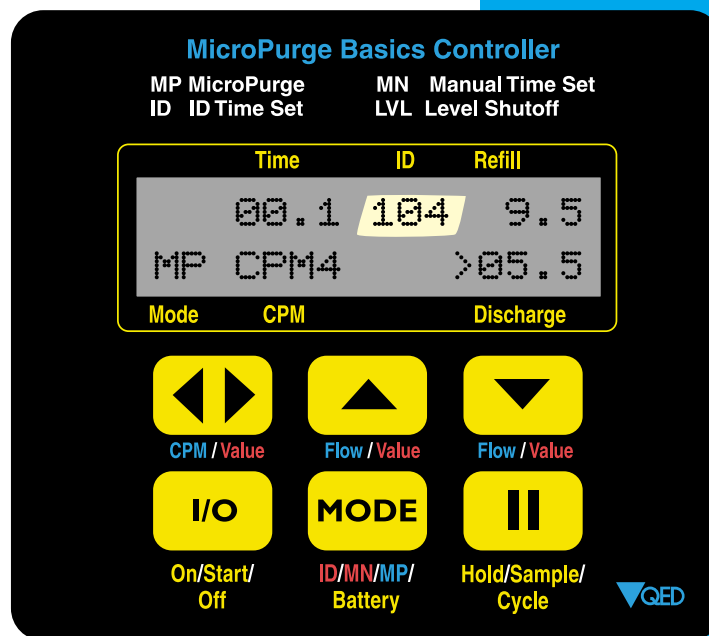 MicroPurge Basics Controller
MP MicroPurge MN Manual Time Set
ID ID Time Set LVL Level Shutoff
Time ID Refill
00.1 104 9.5
MP CPM4 >05.5
Mode CPM Discharge
CPM / Value Flow / Value Flow / Value
I/O MODE
On/Start/ ID/MN/MP/ Hold/Sample/
Off Battery Cycle
QED